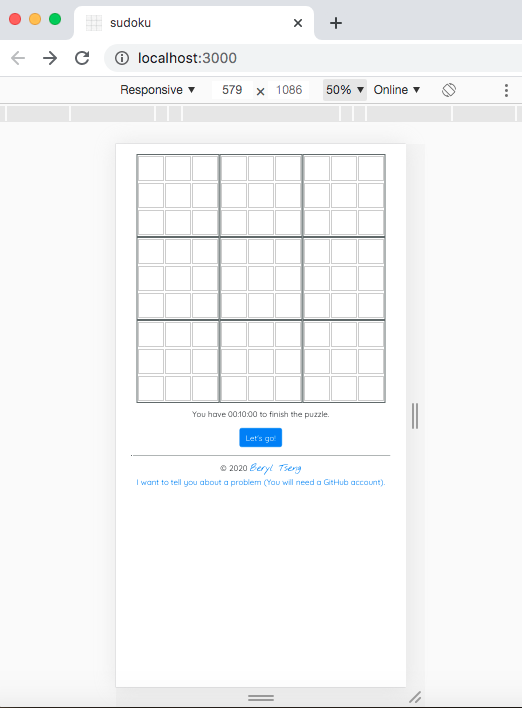 sudoku
localhost:3000
Responsive ▼ 579 × 1086 50% ▼ Online ▼
You have 00:10:00 to finish the puzzle.
Let's go!
© 2020 Beryl Tseng
I want to tell you about a problem (You will need a GitHub account).